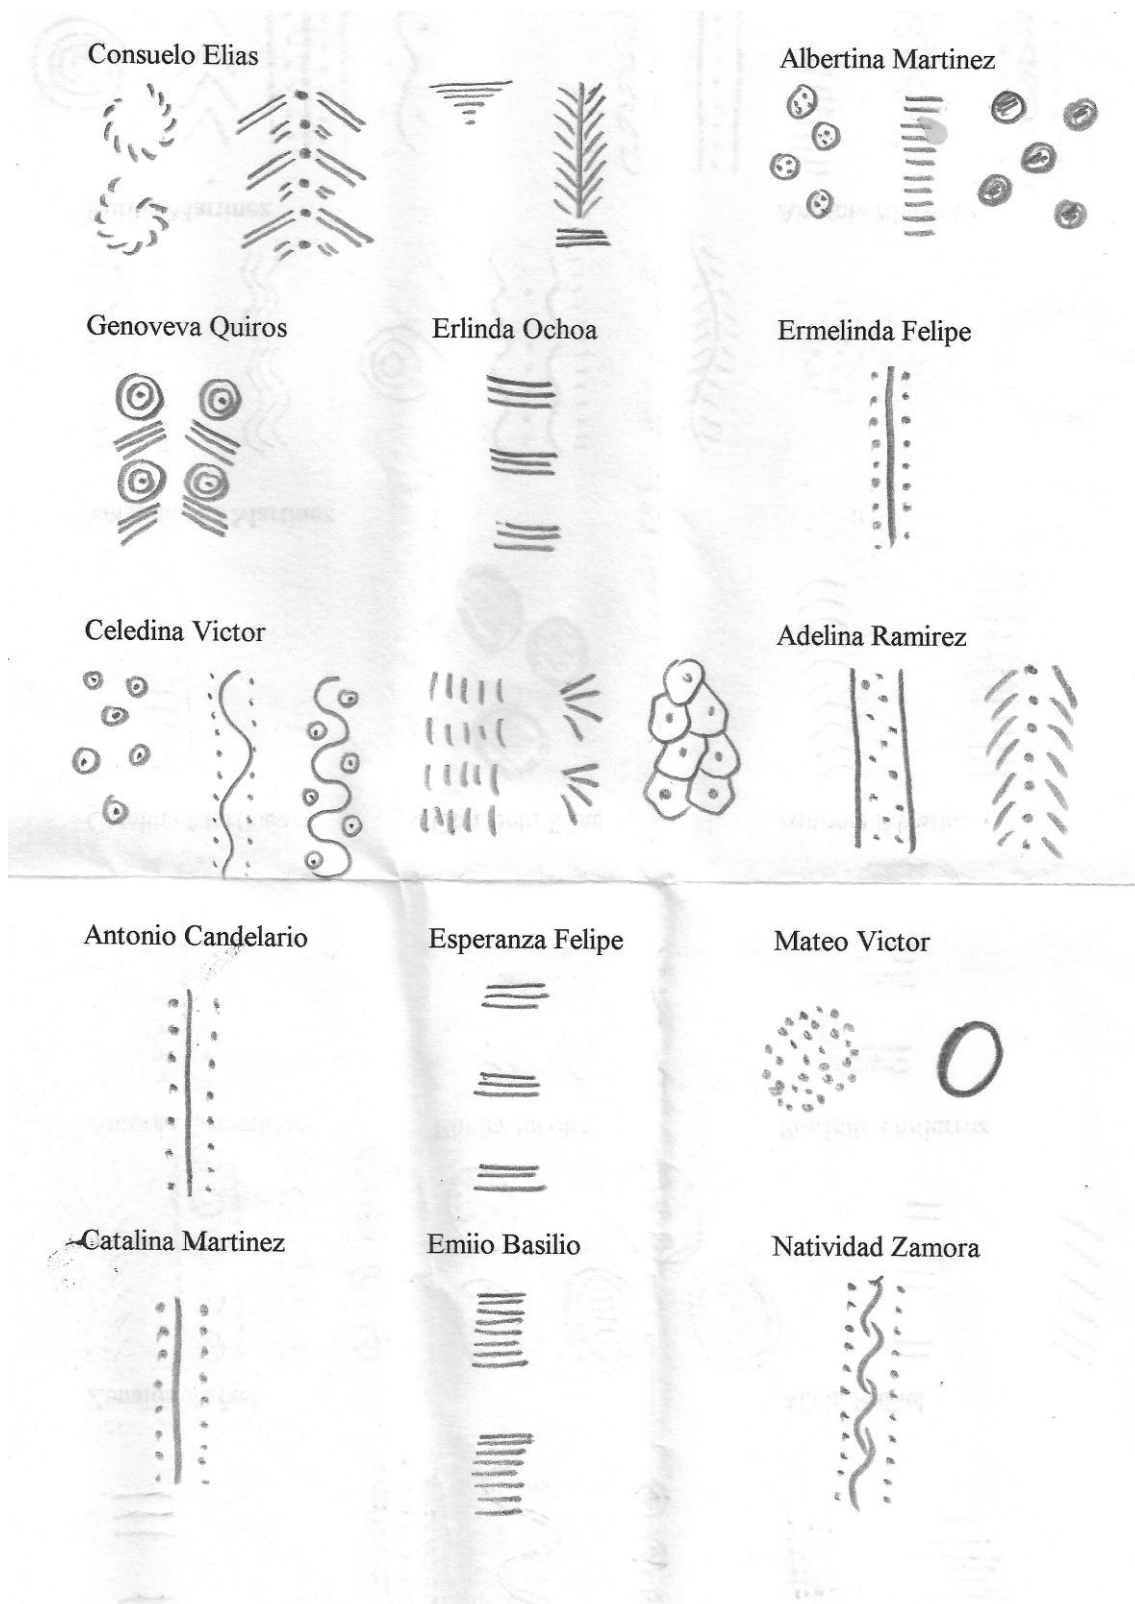 Consuelo Elias
Albertina Martinez
Genoveva Quiros
Erlinda Ochoa
Ermelinda Felipe
Celedina Victor
Adelina Ramirez
Antonio Candelario
Esperanza Felipe
Mateo Victor
Catalina Martinez
Emiio Basilio
Natividad Zamora